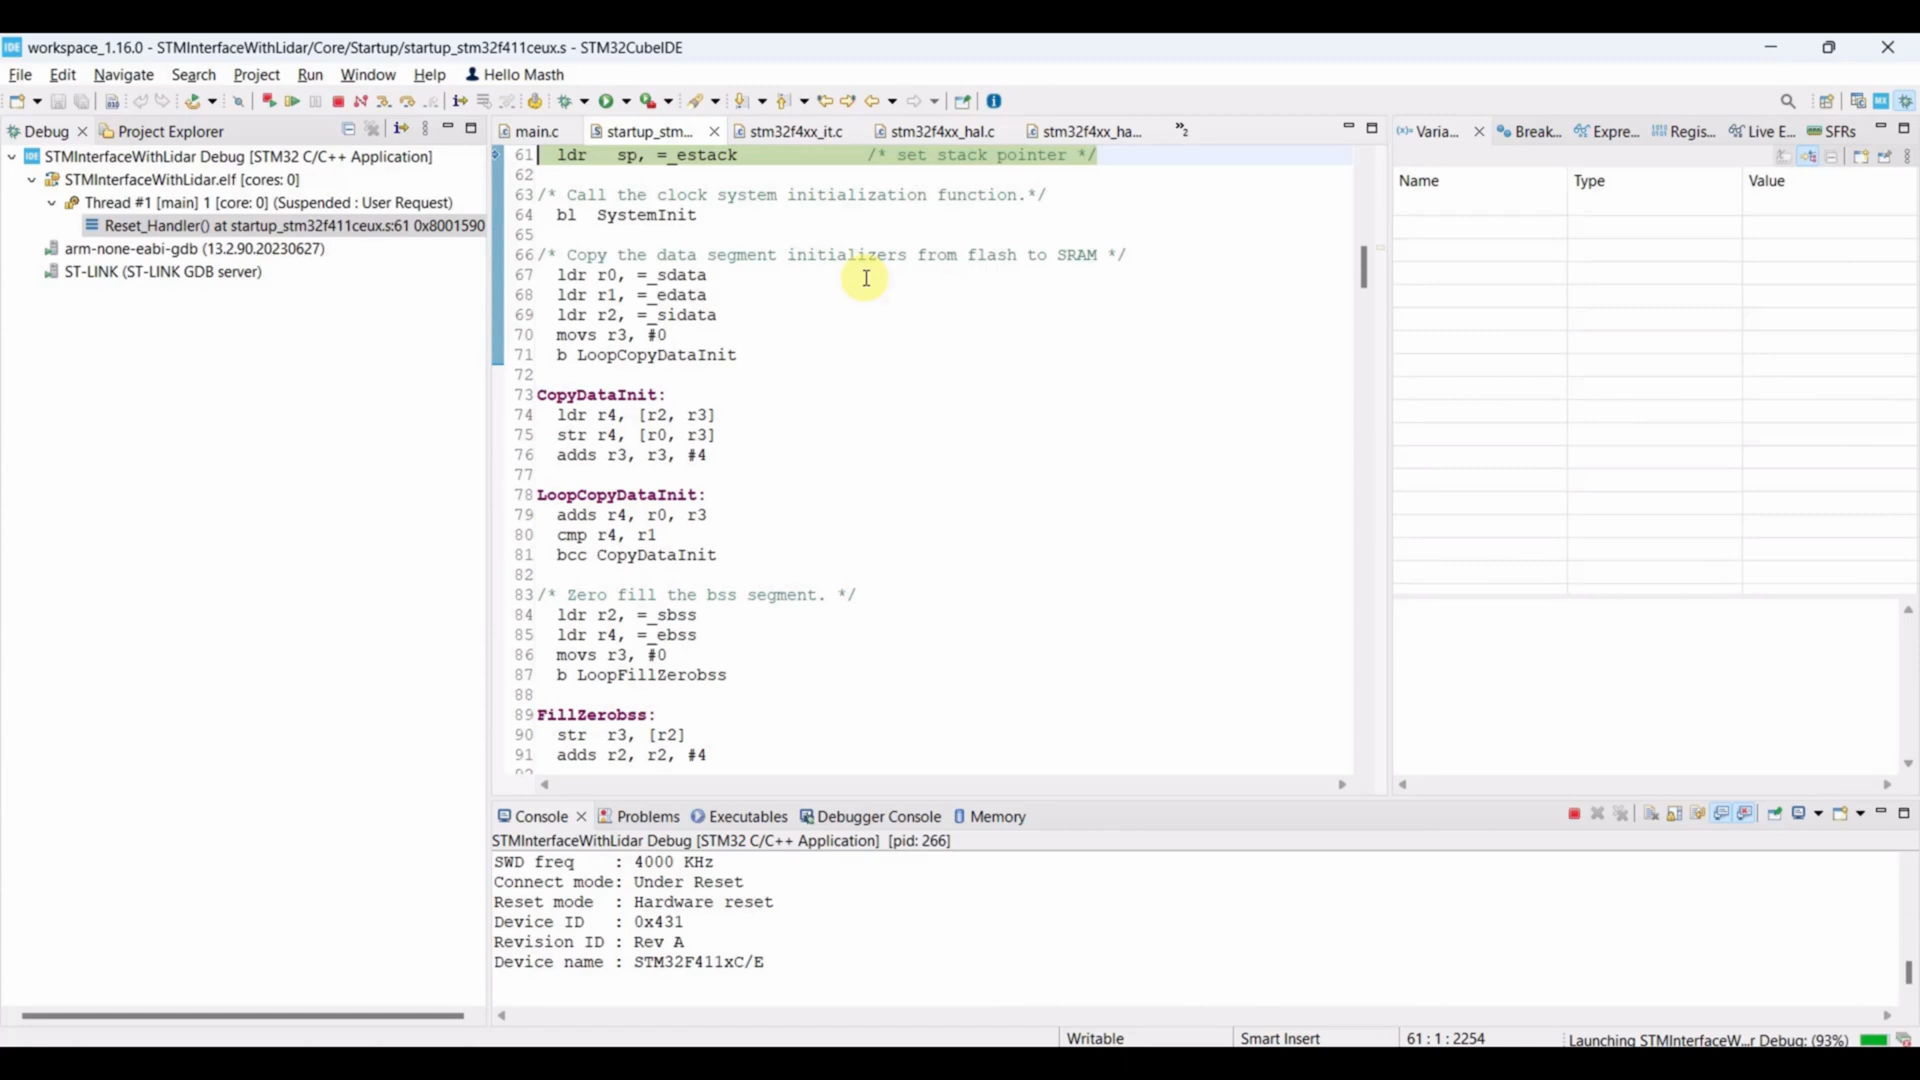 IDE workspace_1.16.0 - STMInterfaceWithLidar/Core/Startup/startup_stm32f411ceux.s - STM32CubeIDE
File Edit Navigate Search Project Run Window Help Hello Masth
Debug Project Explorer
STMInterfaceWithLidar Debug [STM32 C/C++ Application]
STMInterfaceWithLidar.elf [cores: 0]
Thread #1 [main] 1 [core: 0] (Suspended : User Request)
Reset_Handler() at startup_stm32f411ceux.s:61 0x8001590
arm-none-eabi-gdb (13.2.90.20230627)
ST-LINK (ST-LINK GDB server)
main.c startup_stm... stm32f4xx_it.c stm32f4xx_hal.c stm32f4xx_ha... »2
61 ldr sp, =_estack /* set stack pointer */
62
63 /* Call the clock system initialization function.*/
64 bl SystemInit
65
66 /* Copy the data segment initializers from flash to SRAM */
67 ldr r0, =_sdata
68 ldr r1, =_edata
69 ldr r2, =_sidata
70 movs r3, #0
71 b LoopCopyDataInit
72
73 CopyDataInit:
74 ldr r4, [r2, r3]
75 str r4, [r0, r3]
76 adds r3, r3, #4
77
78 LoopCopyDataInit:
79 adds r4, r0, r3
80 cmp r4, r1
81 bcc CopyDataInit
82
83 /* Zero fill the bss segment. */
84 ldr r2, =_sbss
85 ldr r4, =_ebss
86 movs r3, #0
87 b LoopFillZerobss
88
89 FillZerobss:
90 str r3, [r2]
91 adds r2, r2, #4
(x)= Varia... Break... Expre... Regis... Live E... SFRs
Name Type Value
Console Problems Executables Debugger Console Memory
STMInterfaceWithLidar Debug [STM32 C/C++ Application] [pid: 266]
SWD freq : 4000 KHz
Connect mode: Under Reset
Reset mode : Hardware reset
Device ID : 0x431
Revision ID : Rev A
Device name : STM32F411xC/E
Writable Smart Insert 61 : 1 : 2254 Launching STMInterfaceW...r Debug: (93%)